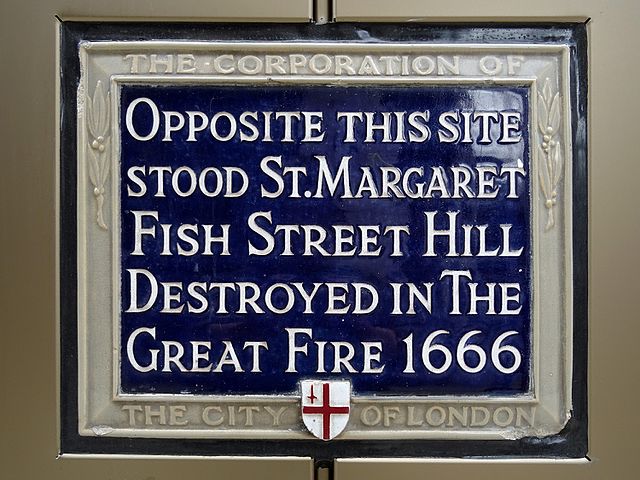 THE·CORPORATION OF
OPPOSITE THIS SITE
STOOD ST. MARGARET
FISH STREET HILL
DESTROYED IN THE
GREAT FIRE 1666
THE CITY OF LONDON